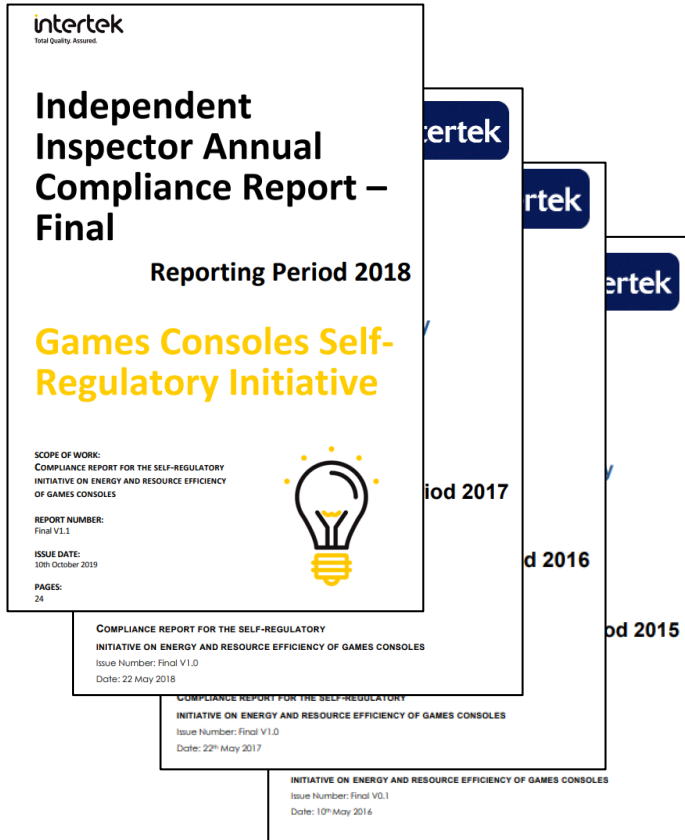 intertek
Total Quality. Assured.
Independent
Inspector Annual
Compliance Report –
Final
Reporting Period 2018
Games Consoles Self-
Regulatory Initiative
SCOPE OF WORK:
COMPLIANCE REPORT FOR THE SELF-REGULATORY
INITIATIVE ON ENERGY AND RESOURCE EFFICIENCY
OF GAMES CONSOLES
REPORT NUMBER:
Final V1.1
ISSUE DATE:
10th October 2019
PAGES:
24
tertek
y
iod 2017
COMPLIANCE REPORT FOR THE SELF-REGULATORY
INITIATIVE ON ENERGY AND RESOURCE EFFICIENCY OF GAMES CONSOLES
Issue Number: Final V1.0
Date: 22 May 2018
rtek
d 2016
COMPLIANCE REPORT FOR THE SELF-REGULATORY
INITIATIVE ON ENERGY AND RESOURCE EFFICIENCY OF GAMES CONSOLES
Issue Number: Final V1.0
Date: 22th May 2017
ertek
y
od 2015
INITIATIVE ON ENERGY AND RESOURCE EFFICIENCY OF GAMES CONSOLES
Issue Number: Final V0.1
Date: 10th May 2016